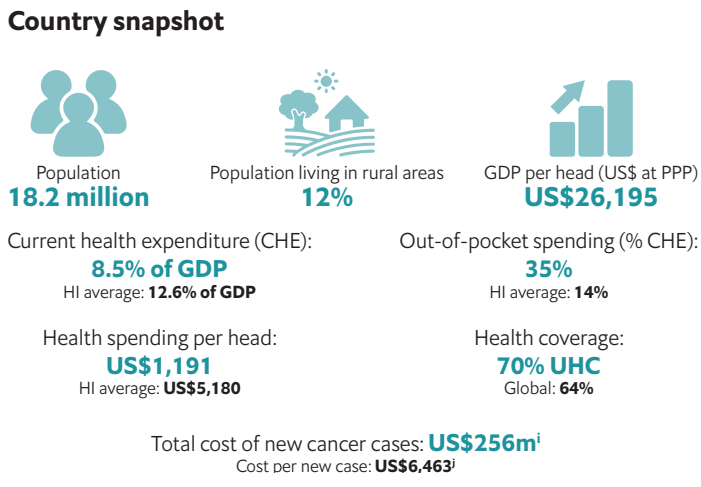 Country snapshot
Population
18.2 million
Population living in rural areas
12%
GDP per head (US$ at PPP)
US$26,195
Current health expenditure (CHE):
8.5% of GDP
HI average: 12.6% of GDP
Out-of-pocket spending (% CHE):
35%
HI average: 14%
Health spending per head:
US$1,191
HI average: US$5,180
Health coverage:
70% UHC
Global: 64%
Total cost of new cancer cases: US$256mⁱ
Cost per new case: US$6,463ʲ